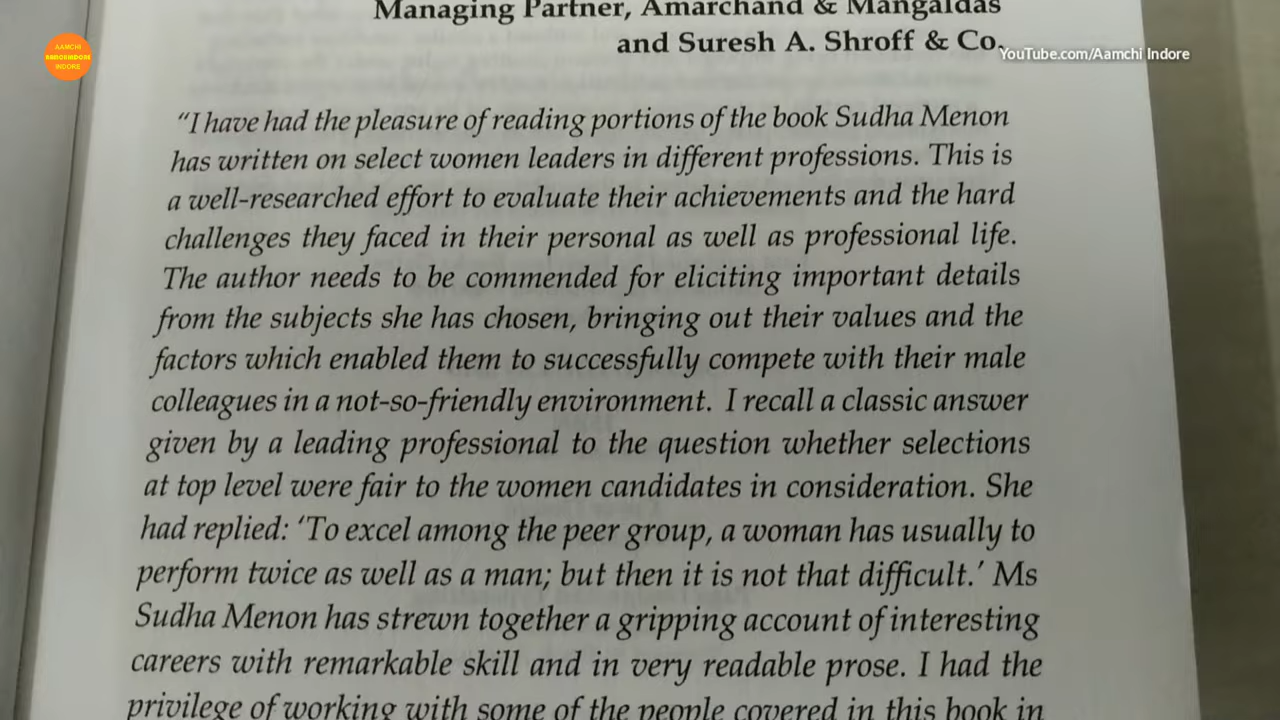 Managing Partner, Amarchand & Mangaldas
and Suresh A. Shroff & Co.
YouTube.com/Aamchi Indore
AAMCHI
INDORE
"I have had the pleasure of reading portions of the book Sudha Menon
has written on select women leaders in different professions. This is
a well-researched effort to evaluate their achievements and the hard
challenges they faced in their personal as well as professional life.
The author needs to be commended for eliciting important details
from the subjects she has chosen, bringing out their values and the
factors which enabled them to successfully compete with their male
colleagues in a not-so-friendly environment. I recall a classic answer
given by a leading professional to the question whether selections
at top level were fair to the women candidates in consideration. She
had replied: 'To excel among the peer group, a woman has usually to
perform twice as well as a man; but then it is not that difficult.' Ms
Sudha Menon has strewn together a gripping account of interesting
careers with remarkable skill and in very readable prose. I had the
privilege of working with some of the people covered in this book in